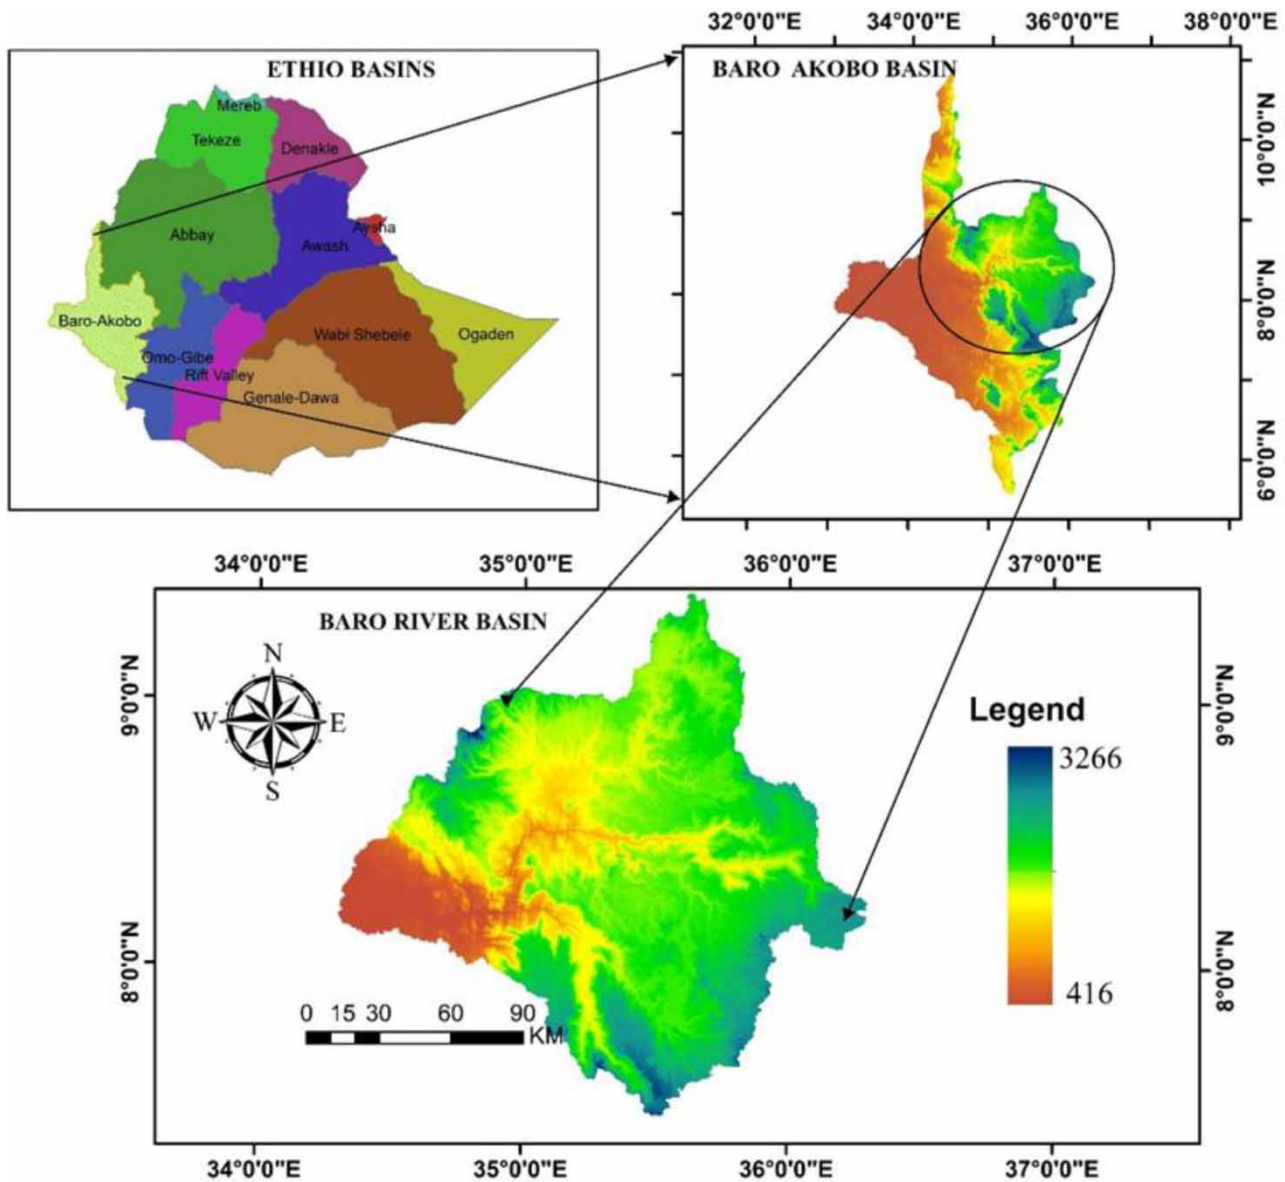 32°0'0"E 34°0'0"E 36°0'0"E 38°0'0"E
ETHIO BASINS
Mereb
Tekeze
Denakle
Abbay
Aysha
Awash
Baro-Akobo
Wabi Shebele
Ogaden
Omo-Gibe
Rift Valley
Genale-Dawa
BARO AKOBO BASIN
10°0'0"N
8°0'0"N
6°0'0"N
34°0'0"E 35°0'0"E 36°0'0"E 37°0'0"E
BARO RIVER BASIN
N
W E
S
9°0'0"N
8°0'0"N
Legend
3266
416
9°0'0"N
8°0'0"N
0 15 30 60 90
KM
34°0'0"E 35°0'0"E 36°0'0"E 37°0'0"E